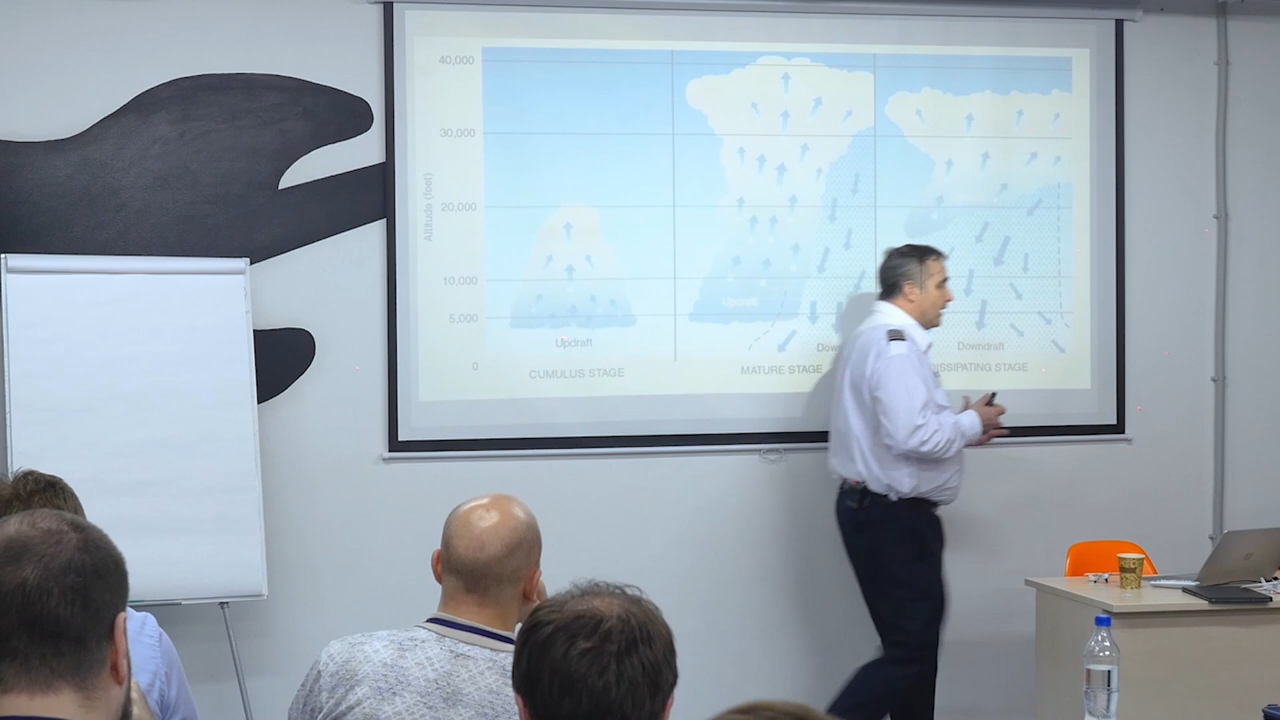 40,000
30,000
20,000
10,000
5,000
0
Altitude (feet)
Updraft
Updraft
Downdraft
CUMULUS STAGE
MATURE STAGE
DISSIPATING STAGE